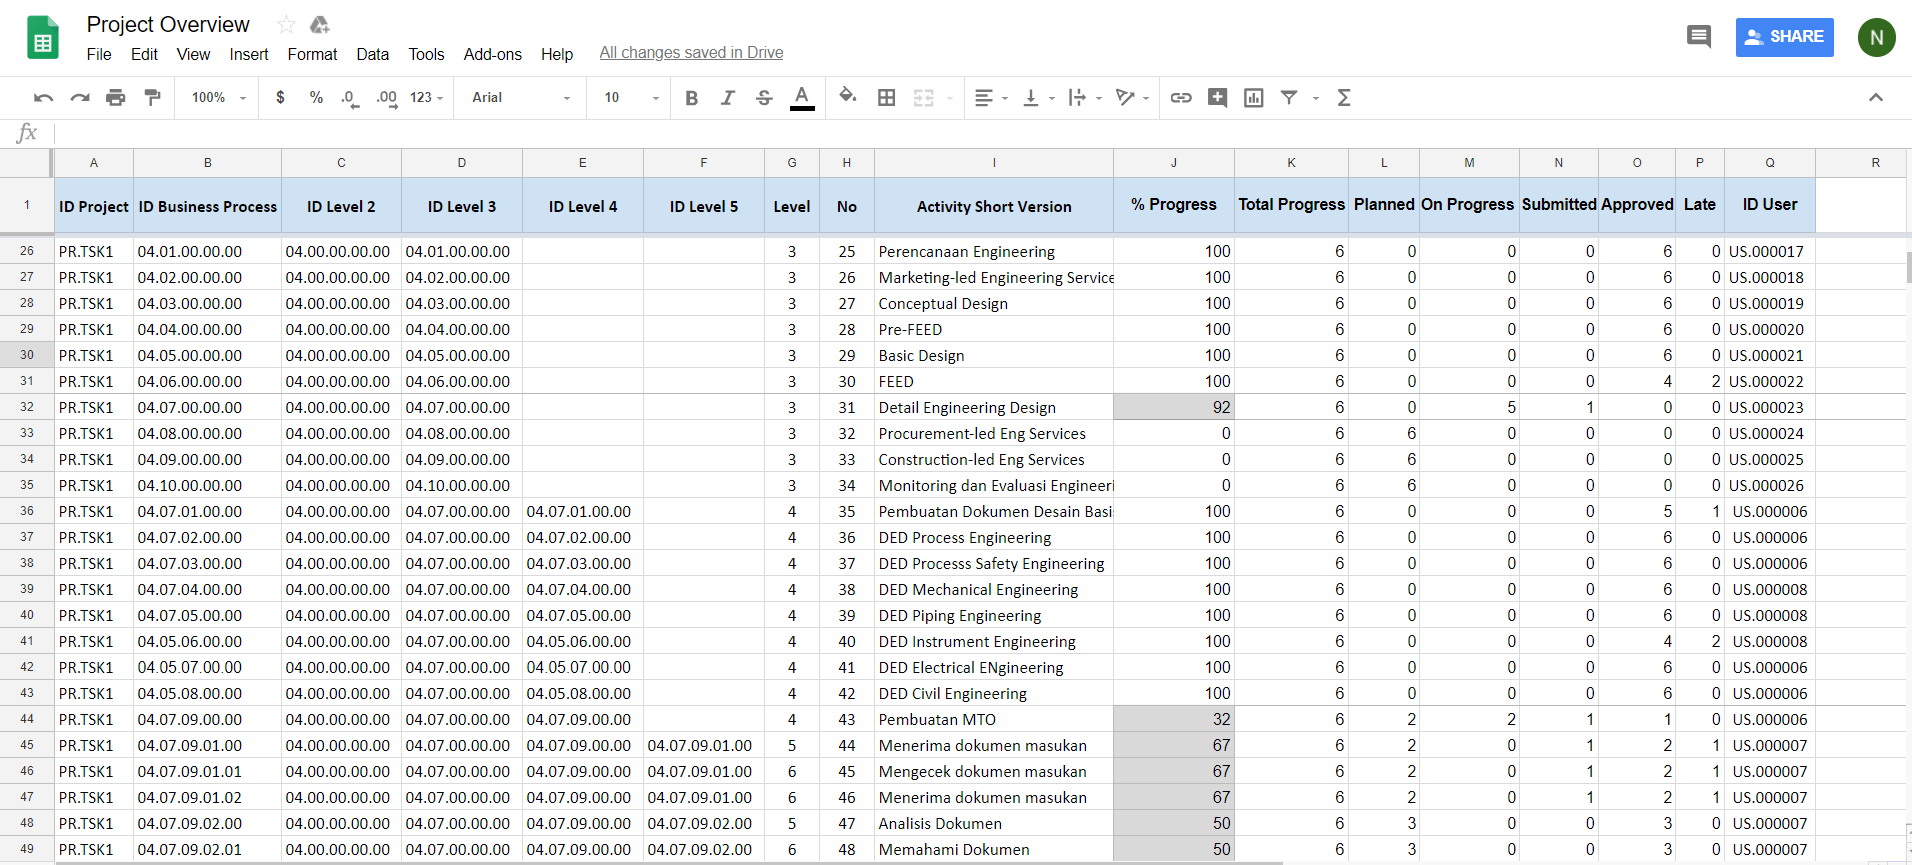 Project Overview
File Edit View Insert Format Data Tools Add-ons Help All changes saved in Drive
SHARE N
100% $ % .0 .00 123 Arial 10 B I S A Σ
fx
A B C D E F G H I J K L M N O P Q R
1 ID Project ID Business Process ID Level 2 ID Level 3 ID Level 4 ID Level 5 Level No Activity Short Version % Progress Total Progress Planned On Progress Submitted Approved Late ID User
26 PR.TSK1 04.01.00.00.00 04.00.00.00.00 04.01.00.00.00 3 25 Perencanaan Engineering 100 6 0 0 0 6 0 US.000017
27 PR.TSK1 04.02.00.00.00 04.00.00.00.00 04.02.00.00.00 3 26 Marketing-led Engineering Service 100 6 0 0 0 6 0 US.000018
28 PR.TSK1 04.03.00.00.00 04.00.00.00.00 04.03.00.00.00 3 27 Conceptual Design 100 6 0 0 0 6 0 US.000019
29 PR.TSK1 04.04.00.00.00 04.00.00.00.00 04.04.00.00.00 3 28 Pre-FEED 100 6 0 0 0 6 0 US.000020
30 PR.TSK1 04.05.00.00.00 04.00.00.00.00 04.05.00.00.00 3 29 Basic Design 100 6 0 0 0 6 0 US.000021
31 PR.TSK1 04.06.00.00.00 04.00.00.00.00 04.06.00.00.00 3 30 FEED 100 6 0 0 0 4 2 US.000022
32 PR.TSK1 04.07.00.00.00 04.00.00.00.00 04.07.00.00.00 3 31 Detail Engineering Design 92 6 0 5 1 0 0 US.000023
33 PR.TSK1 04.08.00.00.00 04.00.00.00.00 04.08.00.00.00 3 32 Procurement-led Eng Services 0 6 6 0 0 0 0 US.000024
34 PR.TSK1 04.09.00.00.00 04.00.00.00.00 04.09.00.00.00 3 33 Construction-led Eng Services 0 6 6 0 0 0 0 US.000025
35 PR.TSK1 04.10.00.00.00 04.00.00.00.00 04.10.00.00.00 3 34 Monitoring dan Evaluasi Engineeri 0 6 6 0 0 0 0 US.000026
36 PR.TSK1 04.07.01.00.00 04.00.00.00.00 04.07.00.00.00 04.07.01.00.00 4 35 Pembuatan Dokumen Desain Basi 100 6 0 0 0 5 1 US.000006
37 PR.TSK1 04.07.02.00.00 04.00.00.00.00 04.07.00.00.00 04.07.02.00.00 4 36 DED Process Engineering 100 6 0 0 0 6 0 US.000006
38 PR.TSK1 04.07.03.00.00 04.00.00.00.00 04.07.00.00.00 04.07.03.00.00 4 37 DED Processs Safety Engineering 100 6 0 0 0 6 0 US.000006
39 PR.TSK1 04.07.04.00.00 04.00.00.00.00 04.07.00.00.00 04.07.04.00.00 4 38 DED Mechanical Engineering 100 6 0 0 0 6 0 US.000008
40 PR.TSK1 04.07.05.00.00 04.00.00.00.00 04.07.00.00.00 04.07.05.00.00 4 39 DED Piping Engineering 100 6 0 0 0 6 0 US.000008
41 PR.TSK1 04.05.06.00.00 04.00.00.00.00 04.07.00.00.00 04.05.06.00.00 4 40 DED Instrument Engineering 100 6 0 0 0 4 2 US.000008
42 PR.TSK1 04.05.07.00.00 04.00.00.00.00 04.07.00.00.00 04.05.07.00.00 4 41 DED Electrical ENgineering 100 6 0 0 0 6 0 US.000006
43 PR.TSK1 04.05.08.00.00 04.00.00.00.00 04.07.00.00.00 04.05.08.00.00 4 42 DED Civil Engineering 100 6 0 0 0 6 0 US.000006
44 PR.TSK1 04.07.09.00.00 04.00.00.00.00 04.07.00.00.00 04.07.09.00.00 4 43 Pembuatan MTO 32 6 2 2 1 1 0 US.000006
45 PR.TSK1 04.07.09.01.00 04.00.00.00.00 04.07.00.00.00 04.07.09.00.00 04.07.09.01.00 5 44 Menerima dokumen masukan 67 6 2 0 1 2 1 US.000007
46 PR.TSK1 04.07.09.01.01 04.00.00.00.00 04.07.00.00.00 04.07.09.00.00 04.07.09.01.00 6 45 Mengecek dokumen masukan 67 6 2 0 1 2 1 US.000007
47 PR.TSK1 04.07.09.01.02 04.00.00.00.00 04.07.00.00.00 04.07.09.00.00 04.07.09.01.00 6 46 Menerima dokumen masukan 67 6 2 0 1 2 1 US.000007
48 PR.TSK1 04.07.09.02.00 04.00.00.00.00 04.07.00.00.00 04.07.09.00.00 04.07.09.02.00 5 47 Analisis Dokumen 50 6 3 0 0 3 0 US.000007
49 PR.TSK1 04.07.09.02.01 04.00.00.00.00 04.07.00.00.00 04.07.09.00.00 04.07.09.02.00 6 48 Memahami Dokumen 50 6 3 0 0 3 0 US.000007